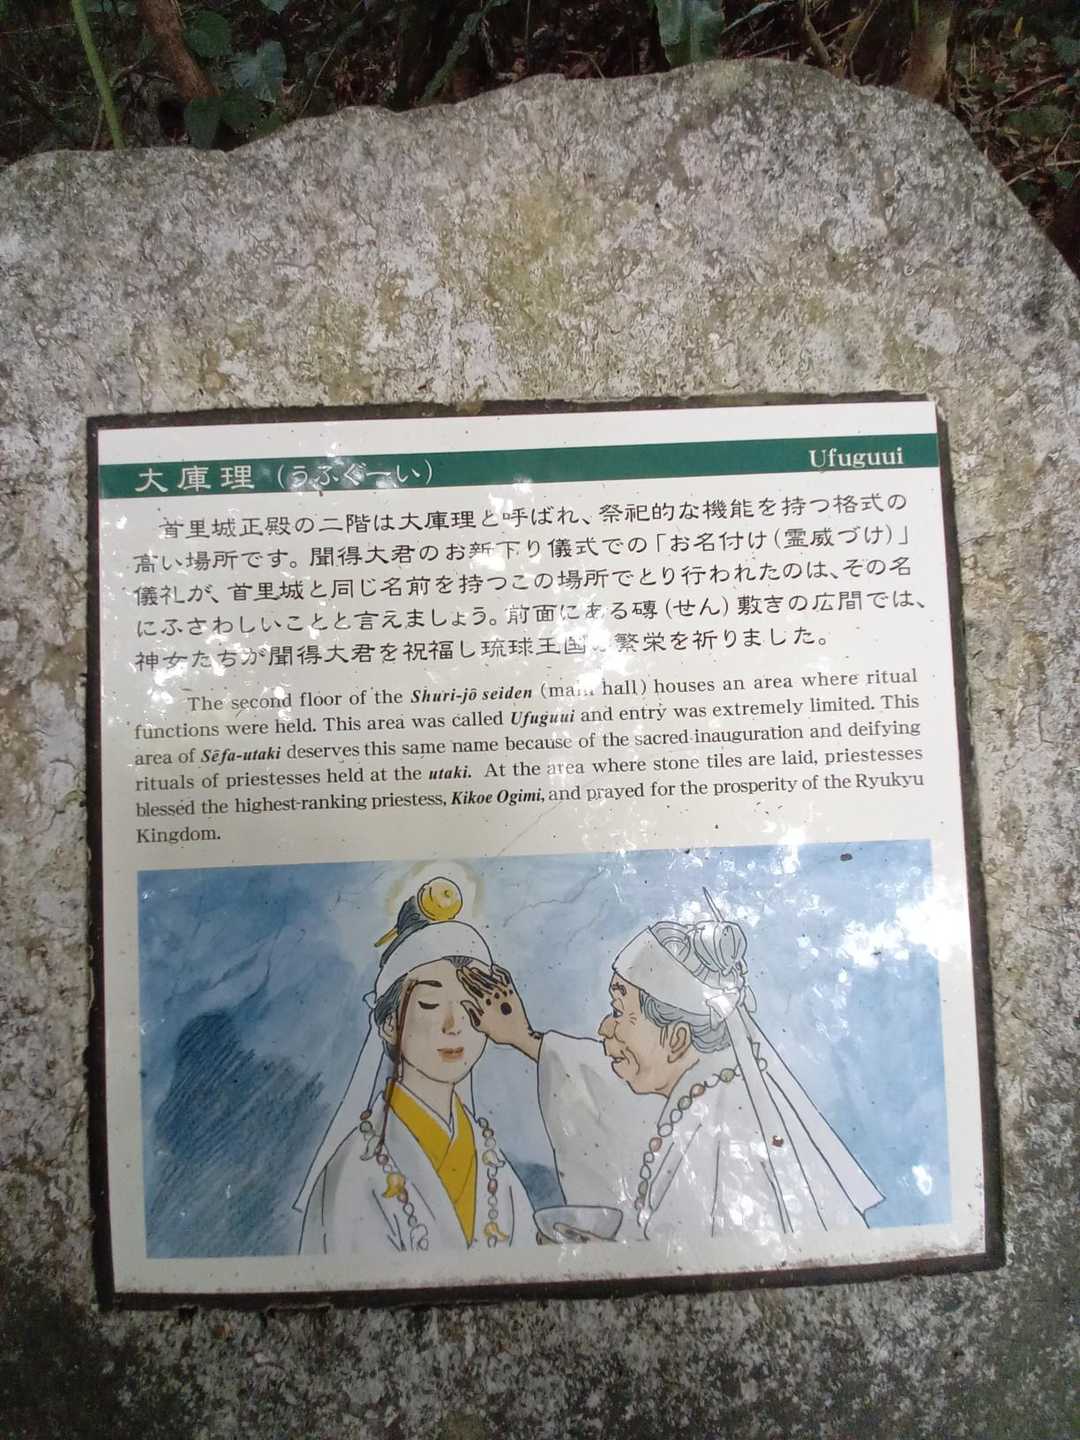 大庫理（うふぐーい）
Ufuguui
首里城正殿の二階は大庫理と呼ばれ、祭祀的な機能を持つ格式の
高い場所です。聞得大君のお新下り儀式での「お名付け（霊威づけ）」
儀礼が、首里城と同じ名前を持つこの場所でとり行われたのは、その名
にふさわしいことと言えましょう。前面にある磚（せん）敷きの広間では、
神女たちが聞得大君を祝福し琉球王国の繁栄を祈りました。
The second floor of the Shuri-jō seiden (main hall) houses an area where ritual
functions were held. This area was called Ufuguui and entry was extremely limited. This
area of Sēfa-utaki deserves this same name because of the sacred inauguration and deifying
rituals of priestesses held at the utaki. At the area where stone tiles are laid, priestesses
blessed the highest-ranking priestess, Kikoe Ogimi, and prayed for the prosperity of the Ryukyu
Kingdom.